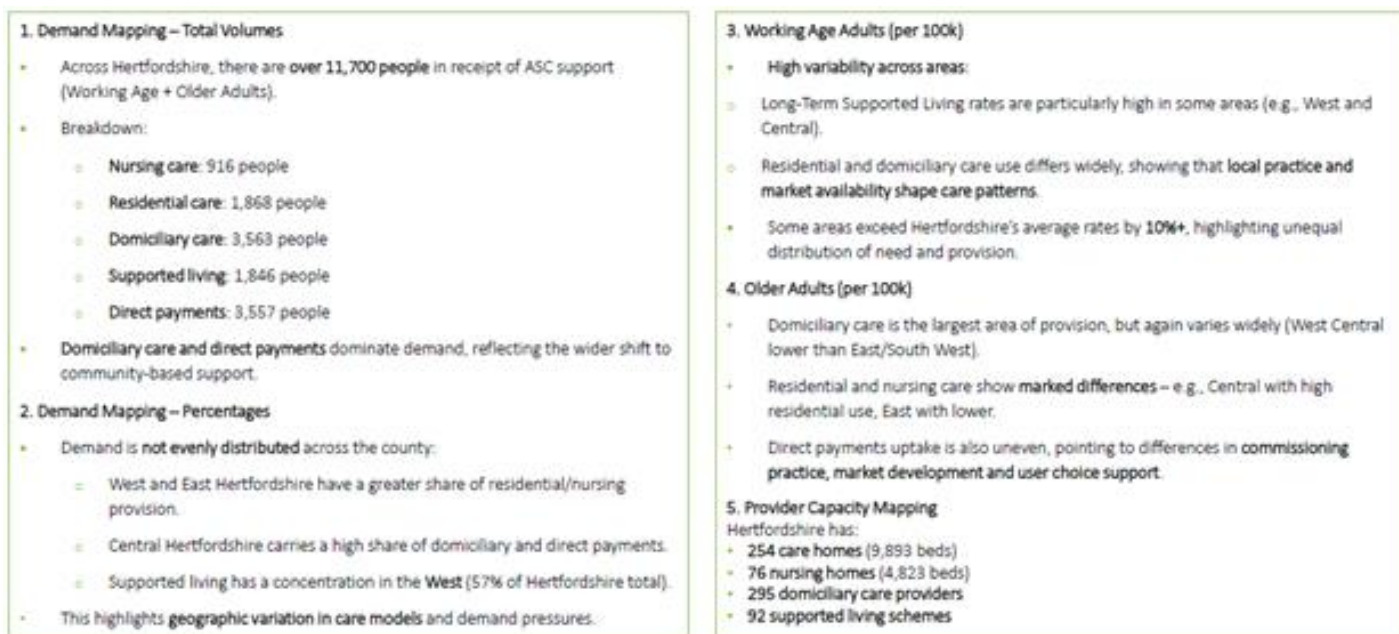 1. Demand Mapping – Total Volumes
• Across Hertfordshire, there are over 11,700 people in receipt of ASC support
(Working Age + Older Adults).
• Breakdown:
o Nursing care: 916 people
o Residential care: 1,868 people
o Domiciliary care: 3,563 people
o Supported living: 1,846 people
o Direct payments: 3,557 people
• Domiciliary care and direct payments dominate demand, reflecting the wider shift to
community-based support.
2. Demand Mapping – Percentages
• Demand is not evenly distributed across the county:
o West and East Hertfordshire have a greater share of residential/nursing
provision.
o Central Hertfordshire carries a high share of domiciliary and direct payments.
o Supported living has a concentration in the West (57% of Hertfordshire total).
• This highlights geographic variation in care models and demand pressures.
3. Working Age Adults (per 100k)
• High variability across areas:
o Long-Term Supported Living rates are particularly high in some areas (e.g., West and
Central).
o Residential and domiciliary care use differs widely, showing that local practice and
market availability shape care patterns.
• Some areas exceed Hertfordshire's average rates by 10%+, highlighting unequal
distribution of need and provision.
4. Older Adults (per 100k)
• Domiciliary care is the largest area of provision, but again varies widely (West Central
lower than East/South West).
• Residential and nursing care show marked differences – e.g., Central with high
residential use, East with lower.
• Direct payments uptake is also uneven, pointing to differences in commissioning
practice, market development and user choice support.
5. Provider Capacity Mapping
Hertfordshire has:
• 254 care homes (9,893 beds)
• 76 nursing homes (4,823 beds)
• 295 domiciliary care providers
• 92 supported living schemes